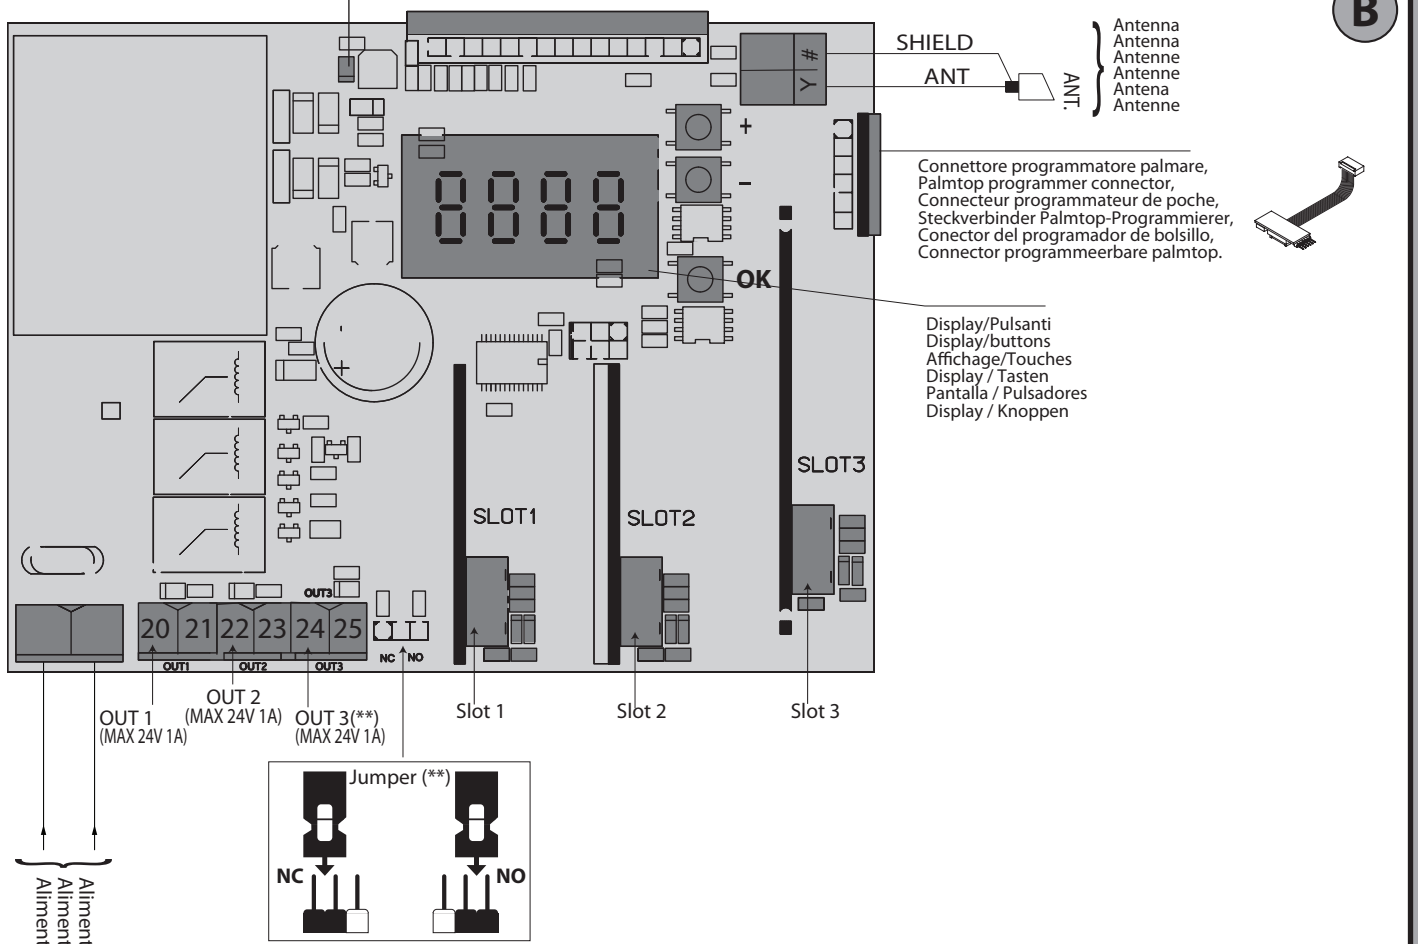 B
SHIELD
ANT
#
Y
ANT.
Antenna
Antenna
Antenne
Antenne
Antena
Antenne
+
-
OK
8888
Connettore programmatore palmare,
Palmtop programmer connector,
Connecteur programmateur de poche,
Steckverbinder Palmtop-Programmierer,
Conector del programador de bolsillo,
Connector programmeerbare palmtop.
Display/Pulsanti
Display/buttons
Affichage/Touches
Display / Tasten
Pantalla / Pulsadores
Display / Knoppen
-
+
SLOT1
SLOT2
SLOT3
OUT3
20 21 22 23 24 25
OUT1 OUT2 OUT3
NC NO
OUT 1
(MAX 24V 1A)
OUT 2
(MAX 24V 1A)
OUT 3(**)
(MAX 24V 1A)
Slot 1
Slot 2
Slot 3
Jumper (**)
NC
NO
Aliment
Aliment
Aliment